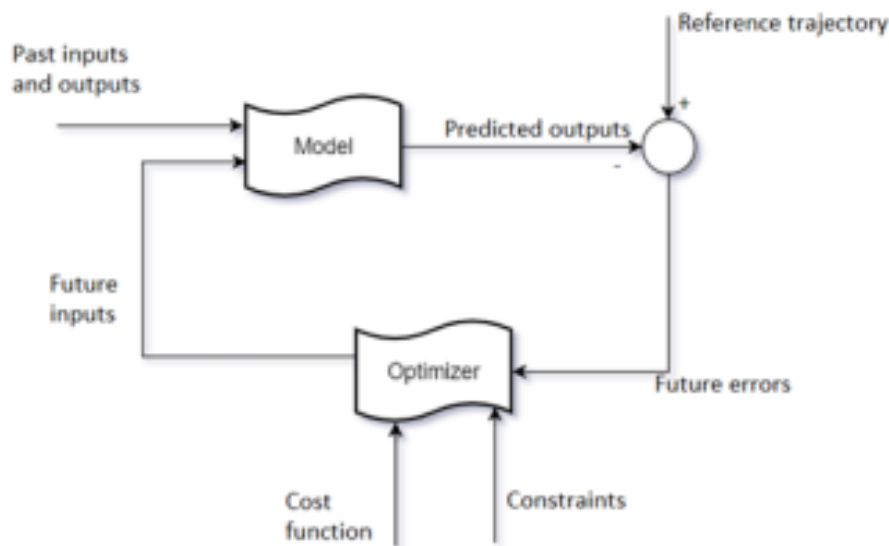 Reference trajectory
Past inputs
and outputs
+
Predicted outputs
Model
-
Future
inputs
Optimizer
Future errors
Cost
function
Constraints